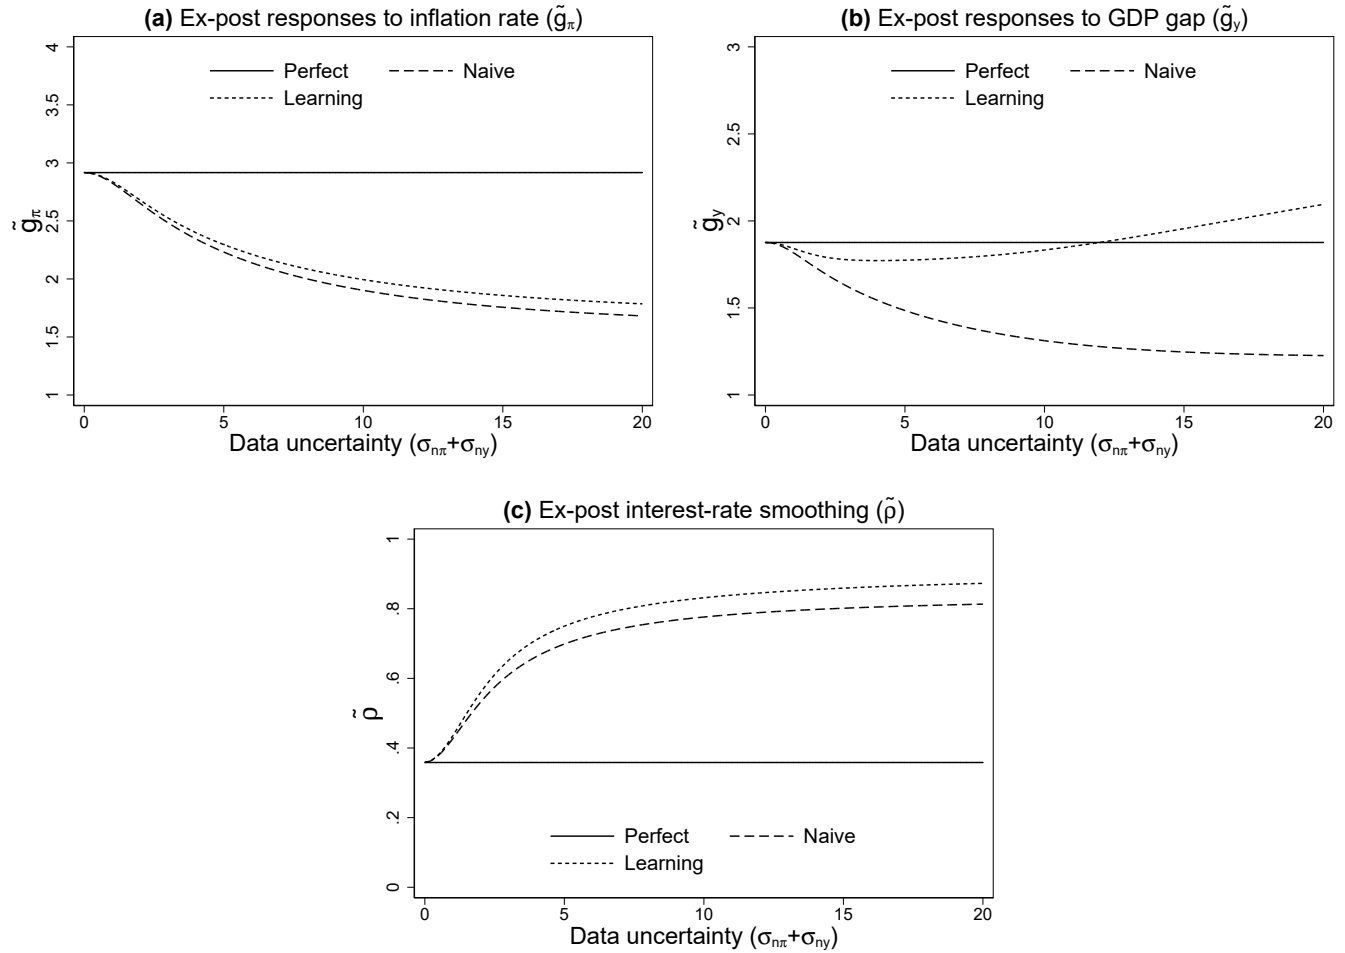 (a) Ex-post responses to inflation rate (g̃π)
4
3.5
3
2.5
2
1.5
1
g̃π
Perfect
Naive
Learning
0 5 10 15 20
Data uncertainty (σnπ+σny)
(b) Ex-post responses to GDP gap (g̃y)
3
2.5
2
1.5
1
g̃y
Perfect
Naive
Learning
0 5 10 15 20
Data uncertainty (σnπ+σny)
(c) Ex-post interest-rate smoothing (ρ̃)
1
.8
.6
.4
.2
0
ρ̃
Perfect
Naive
Learning
0 5 10 15 20
Data uncertainty (σnπ+σny)